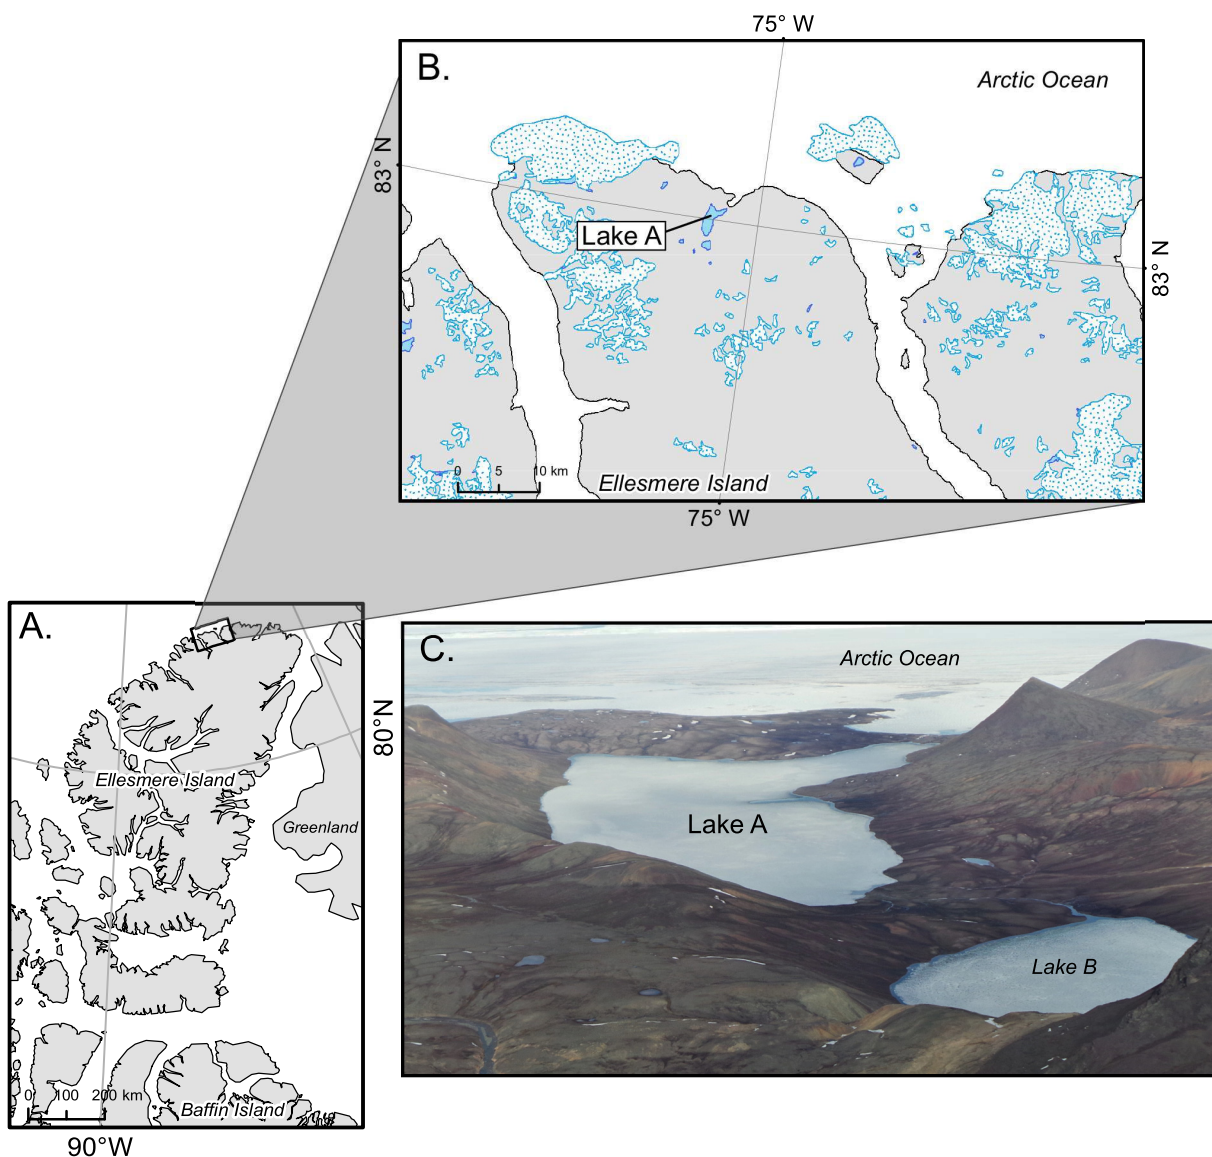 75° W
B.
Arctic Ocean
83° N
Lake A
83° N
0 5 10 km
Ellesmere Island
75° W
A.
80°N
Ellesmere Island
Greenland
0 100 200 km
Baffin Island
90°W
C.
Arctic Ocean
Lake A
Lake B